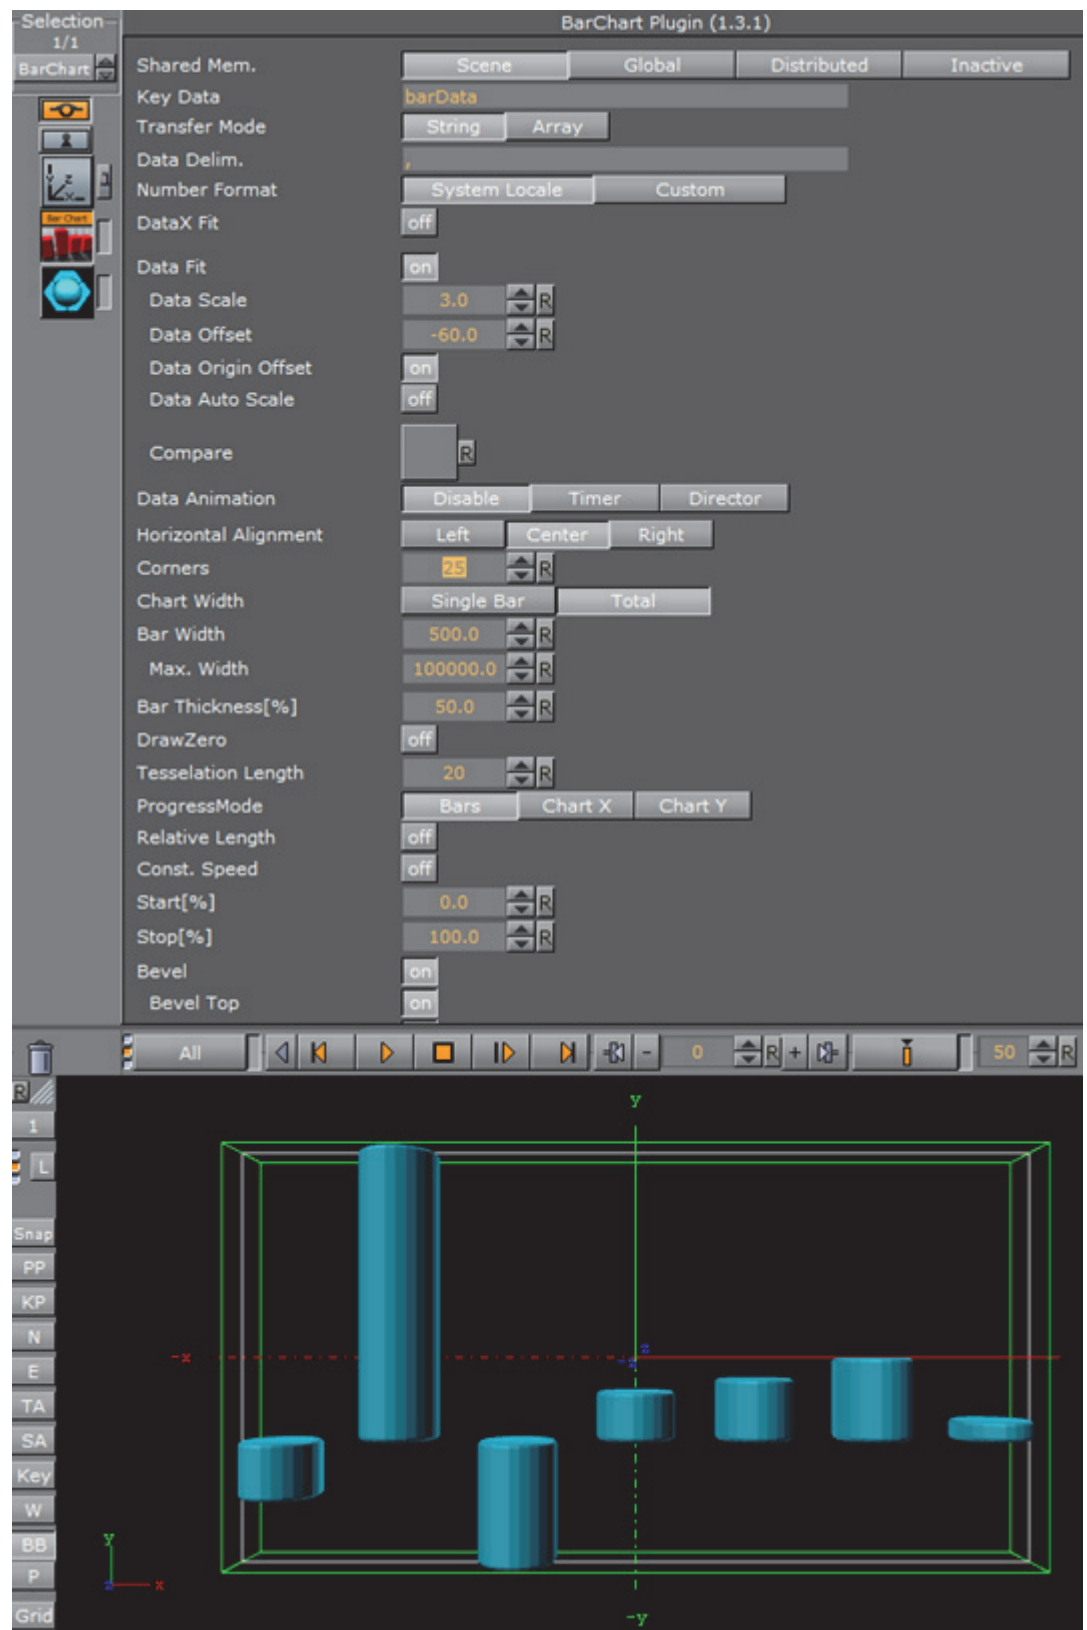 Selection
1/1
BarChart
BarChart Plugin (1.3.1)
Shared Mem. Scene Global Distributed Inactive
Key Data barData
Transfer Mode String Array
Data Delim. ,
Number Format System Locale Custom
DataX Fit off
Bar Chart
Data Fit on
Data Scale 3.0 R
Data Offset -60.0 R
Data Origin Offset on
Data Auto Scale off
Compare R
Data Animation Disable Timer Director
Horizontal Alignment Left Center Right
Corners 25 R
Chart Width Single Bar Total
Bar Width 500.0 R
Max. Width 100000.0 R
Bar Thickness[%] 50.0 R
DrawZero off
Tesselation Length 20 R
ProgressMode Bars Chart X Chart Y
Relative Length off
Const. Speed off
Start[%] 0.0 R
Stop[%] 100.0 R
Bevel on
Bevel Top on
All - 0 R + 50 R
R
1
L
Snap
PP
KP
N
E
TA
SA
Key
W
BB
P
Grid
y
-x
z
-z
-y
y
z
x